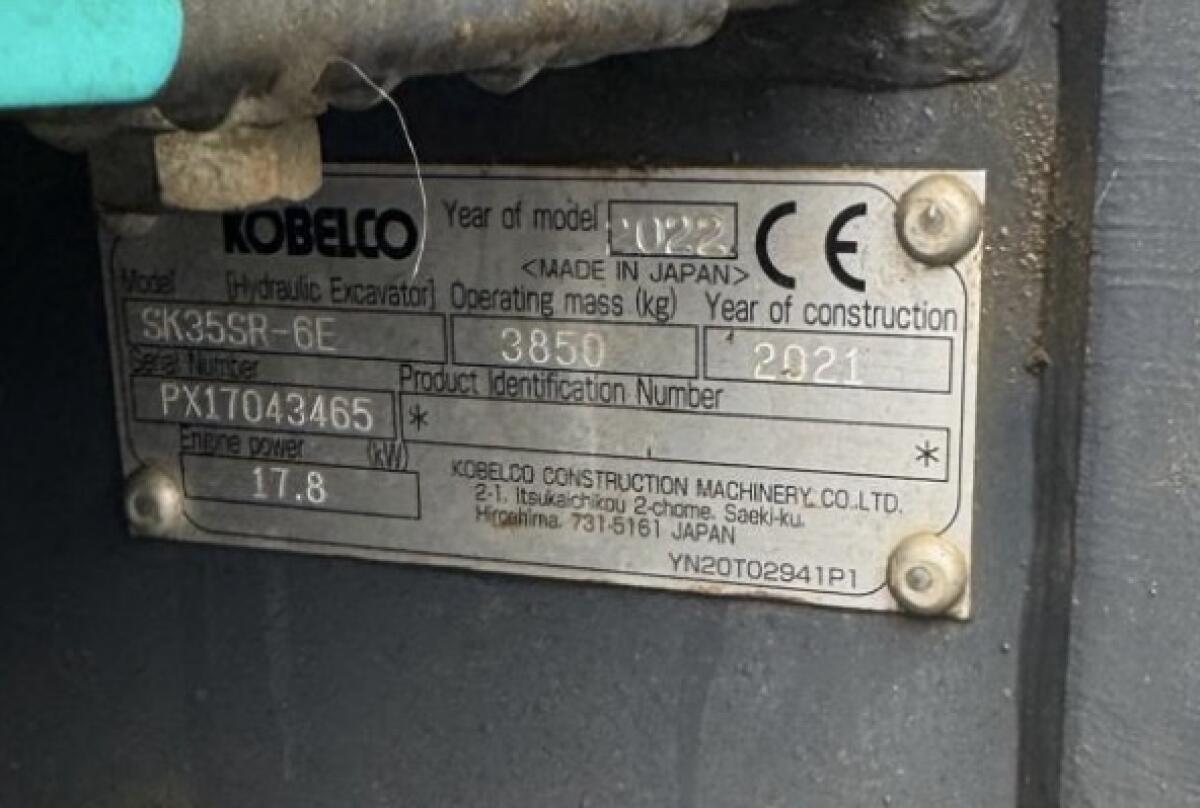 KOBELCO Year of model 2022 CE
<MADE IN JAPAN>
Model [Hydraulic Excavator] Operating mass (kg) Year of construction
SK35SR-6E 3850 2021
Serial Number Product Identification Number
PX17043465 * *
Engine power (kW)
17.8
KOBELCO CONSTRUCTION MACHINERY CO.,LTD.
2-1, Itsukaichikou 2-chome, Saeki-ku,
Hiroshima, 731-5161 JAPAN
YN20T02941P1